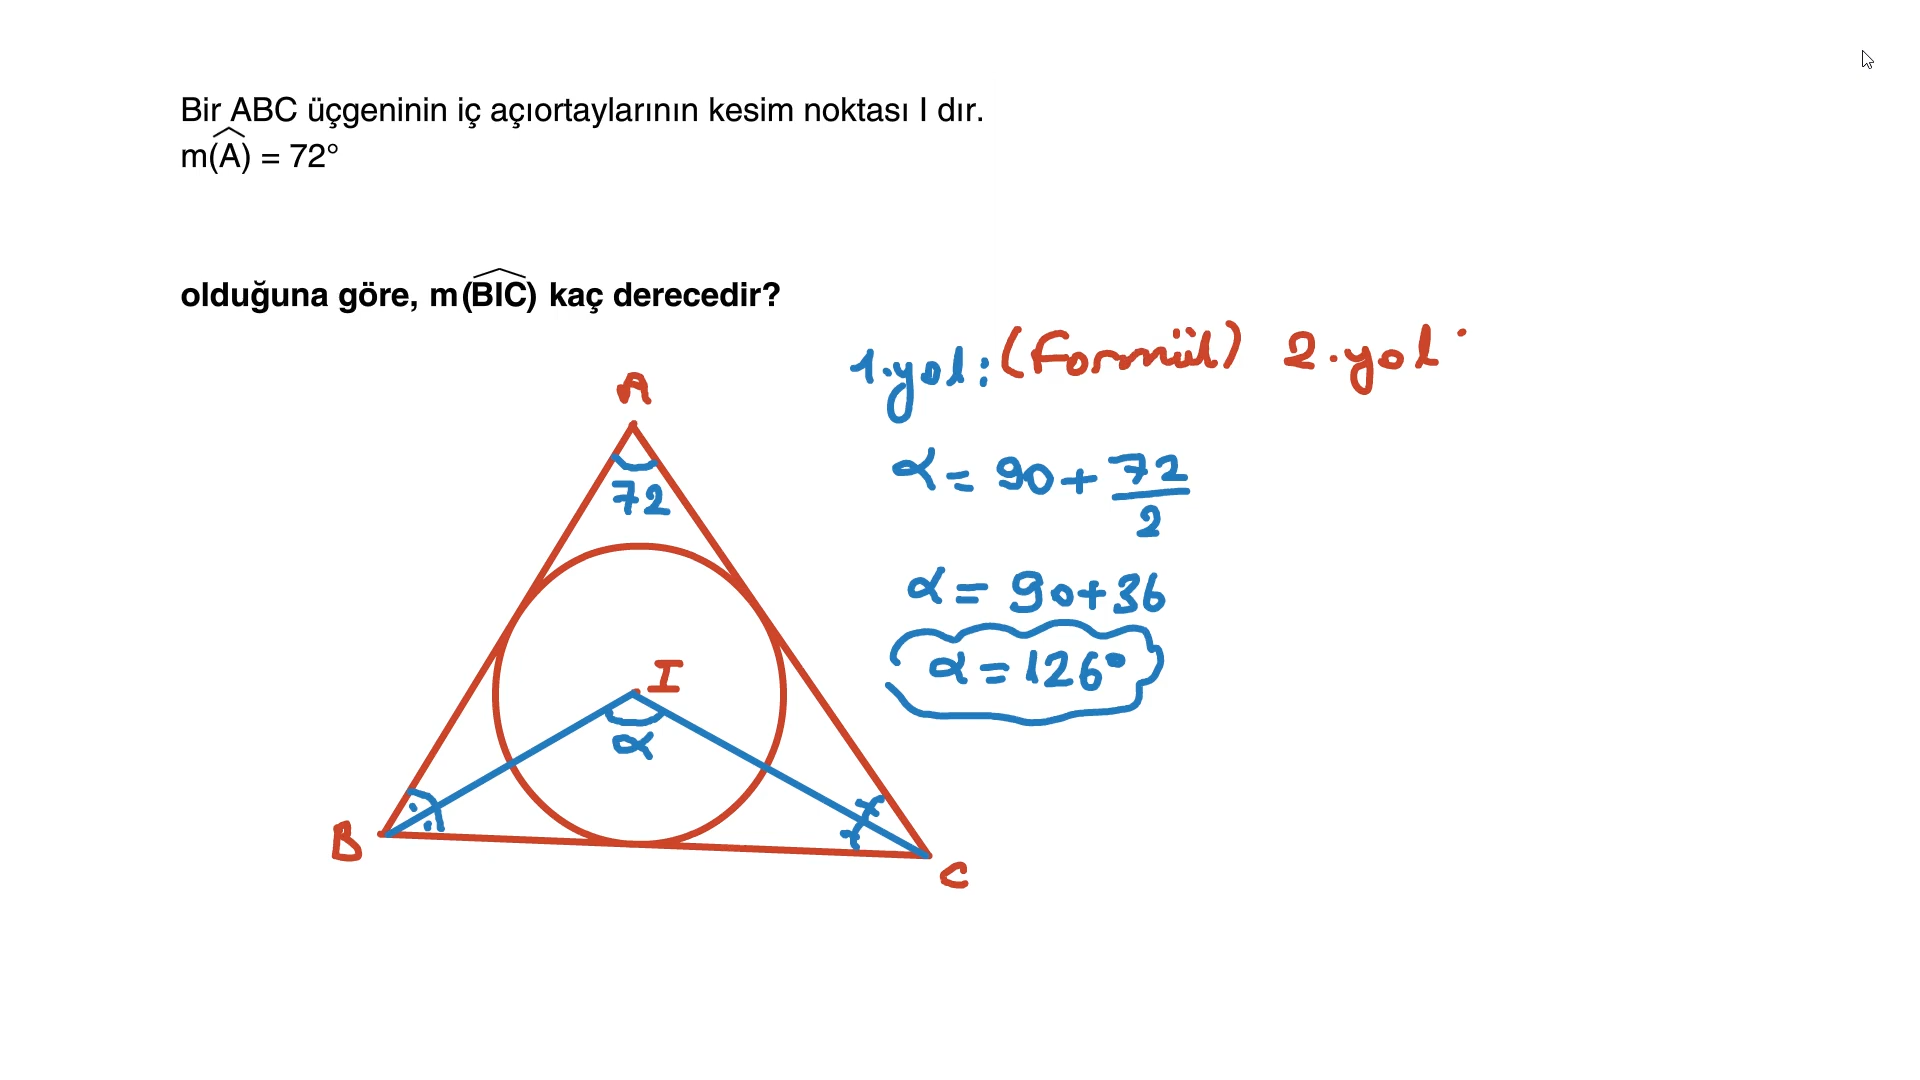 Bir ABC üçgeninin iç açıortaylarının kesim noktası I dır.
m(A) = 72°
olduğuna göre, m(BIC) kaç derecedir?
1.yol: (Formül) 2.yol
α = 90 + 72/2
α = 90+36
α = 126°
A
72
I
α
B
C